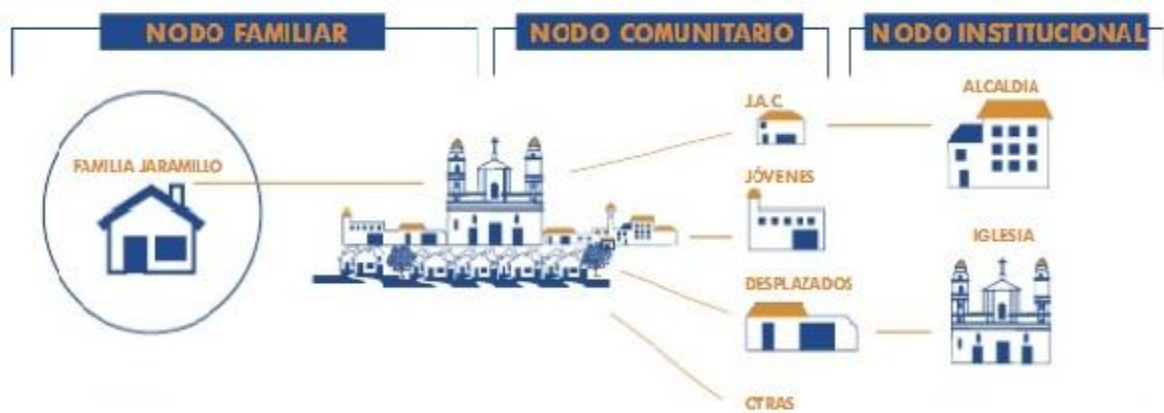 NODO FAMILIAR
NODO COMUNITARIO
NODO INSTITUCIONAL
FAMILIA JARAMILLO
J.A.C.
ALCALDIA
JÓVENES
IGLESIA
DESPLAZADOS
OTRAS